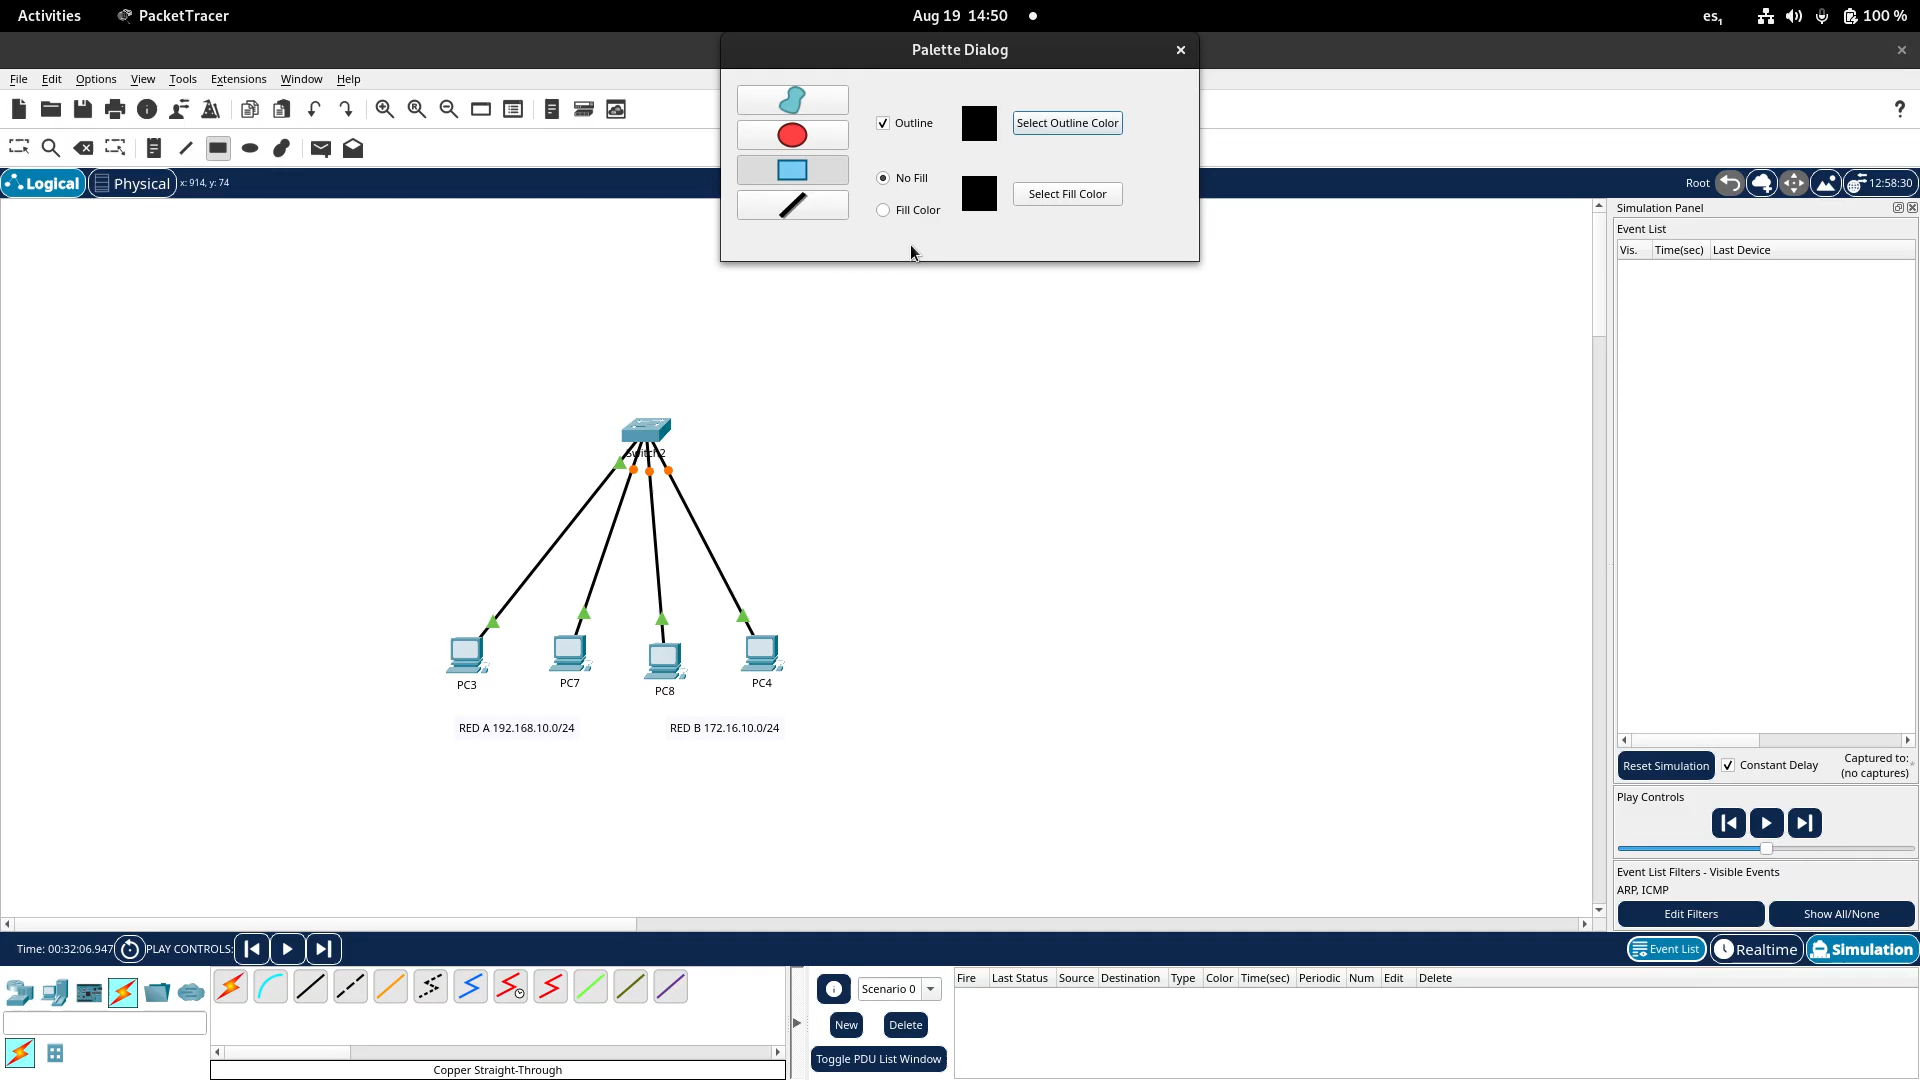 Activities PacketTracer Aug 19 14:50 es₁ 100 %
Palette Dialog
File Edit Options View Tools Extensions Window Help
Outline Select Outline Color
No Fill Select Fill Color
Fill Color
Logical Physical x: 914, y: 74 Root 12:58:30
Simulation Panel
Event List
Vis. Time(sec) Last Device
Switch2
PC3 PC7 PC8 PC4
RED A 192.168.10.0/24 RED B 172.16.10.0/24
Reset Simulation Constant Delay Captured to:
(no captures)
Play Controls
Event List Filters - Visible Events
ARP, ICMP
Edit Filters Show All/None
Time: 00:32:06.947 PLAY CONTROLS: Event List Realtime Simulation
Scenario 0
Fire Last Status Source Destination Type Color Time(sec) Periodic Num Edit Delete
New Delete
Toggle PDU List Window
Copper Straight-Through